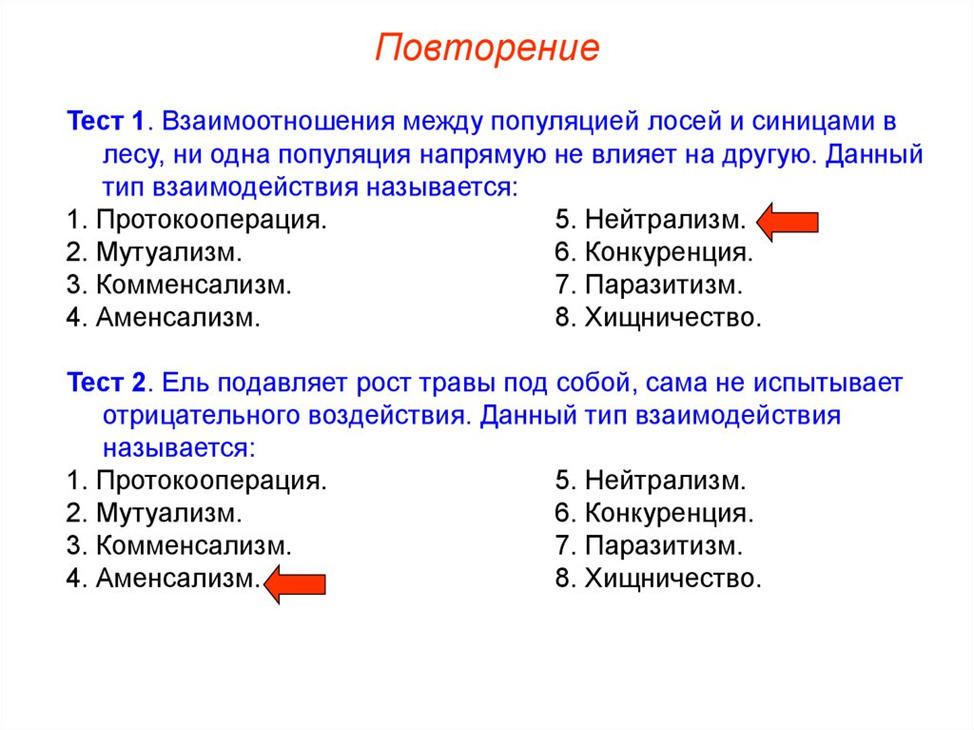 Повторение
Тест 1. Взаимоотношения между популяцией лосей и синицами в
лесу, ни одна популяция напрямую не влияет на другую. Данный
тип взаимодействия называется:
1. Протокооперация. 5. Нейтрализм.
2. Мутуализм. 6. Конкуренция.
3. Комменсализм. 7. Паразитизм.
4. Аменсализм. 8. Хищничество.
Тест 2. Ель подавляет рост травы под собой, сама не испытывает
отрицательного воздействия. Данный тип взаимодействия
называется:
1. Протокооперация. 5. Нейтрализм.
2. Мутуализм. 6. Конкуренция.
3. Комменсализм. 7. Паразитизм.
4. Аменсализм. 8. Хищничество.